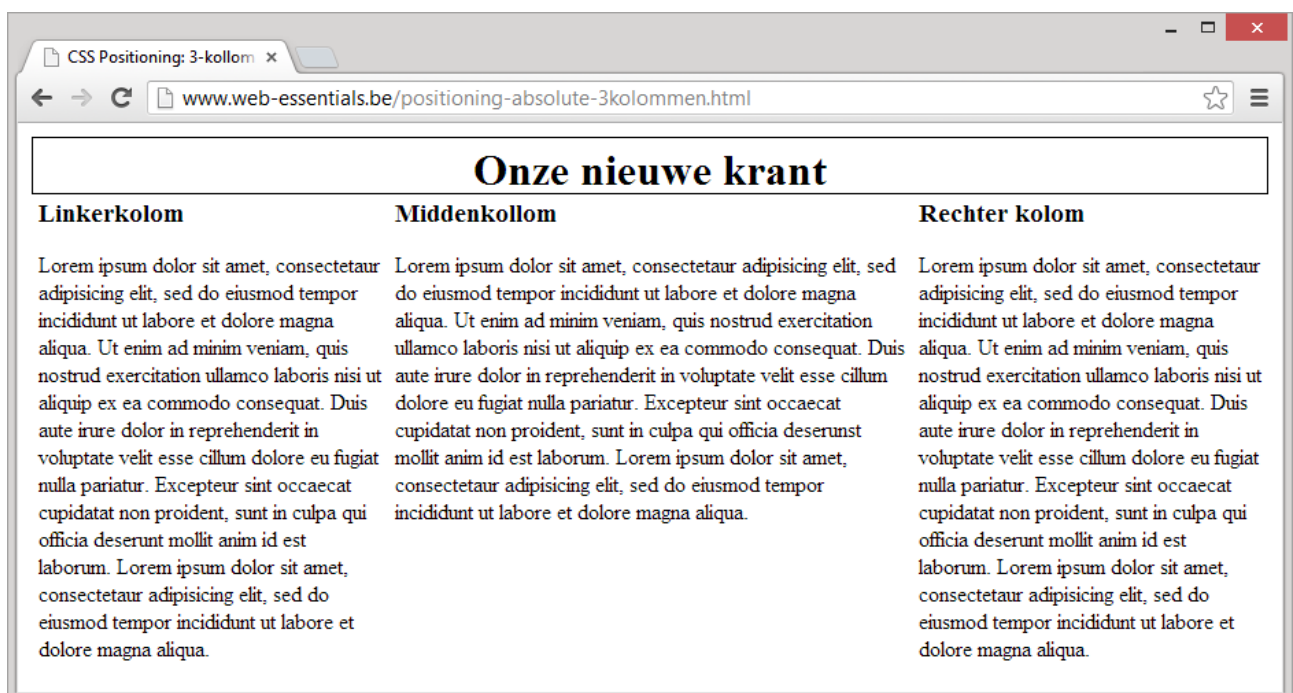 CSS Positioning: 3-kollom
www.web-essentials.be/positioning-absolute-3kolommen.html
Onze nieuwe krant
Linkerkolom
Lorem ipsum dolor sit amet, consectetaur
adipisicing elit, sed do eiusmod tempor
incididunt ut labore et dolore magna
aliqua. Ut enim ad minim veniam, quis
nostrud exercitation ullamco laboris nisi ut
aliquip ex ea commodo consequat. Duis
aute irure dolor in reprehenderit in
voluptate velit esse cillum dolore eu fugiat
nulla pariatur. Excepteur sint occaecat
cupidatat non proident, sunt in culpa qui
officia deserunt mollit anim id est
laborum. Lorem ipsum dolor sit amet,
consectetaur adipisicing elit, sed do
eiusmod tempor incididunt ut labore et
dolore magna aliqua.
Middenkollom
Lorem ipsum dolor sit amet, consectetaur adipisicing elit, sed
do eiusmod tempor incididunt ut labore et dolore magna
aliqua. Ut enim ad minim veniam, quis nostrud exercitation
ullamco laboris nisi ut aliquip ex ea commodo consequat. Duis
aute irure dolor in reprehenderit in voluptate velit esse cillum
dolore eu fugiat nulla pariatur. Excepteur sint occaecat
cupidatat non proident, sunt in culpa qui officia deserunst
mollit anim id est laborum. Lorem ipsum dolor sit amet,
consectetaur adipisicing elit, sed do eiusmod tempor
incididunt ut labore et dolore magna aliqua.
Rechter kolom
Lorem ipsum dolor sit amet, consectetaur
adipisicing elit, sed do eiusmod tempor
incididunt ut labore et dolore magna
aliqua. Ut enim ad minim veniam, quis
nostrud exercitation ullamco laboris nisi ut
aliquip ex ea commodo consequat. Duis
aute irure dolor in reprehenderit in
voluptate velit esse cillum dolore eu fugiat
nulla pariatur. Excepteur sint occaecat
cupidatat non proident, sunt in culpa qui
officia deserunt mollit anim id est
laborum. Lorem ipsum dolor sit amet,
consectetaur adipisicing elit, sed do
eiusmod tempor incididunt ut labore et
dolore magna aliqua.